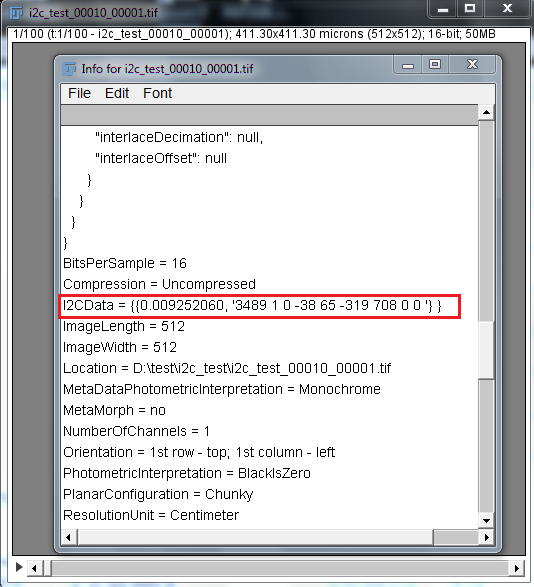 i2c_test_00010_00001.tif
1/100 (t:1/100 - i2c_test_00010_00001); 411.30x411.30 microns (512x512); 16-bit; 50MB
Info for i2c_test_00010_00001.tif
File Edit Font
"interlaceDecimation": null,
"interlaceOffset": null
}
}
}
}
BitsPerSample = 16
Compression = Uncompressed
I2CData = {{0.009252060, '3489 1 0 -38 65 -319 708 0 0 '} }
ImageLength = 512
ImageWidth = 512
Location = D:\test\i2c_test\i2c_test_00010_00001.tif
MetaDataPhotometricInterpretation = Monochrome
MetaMorph = no
NumberOfChannels = 1
Orientation = 1st row - top; 1st column - left
PhotometricInterpretation = BlackIsZero
PlanarConfiguration = Chunky
ResolutionUnit = Centimeter